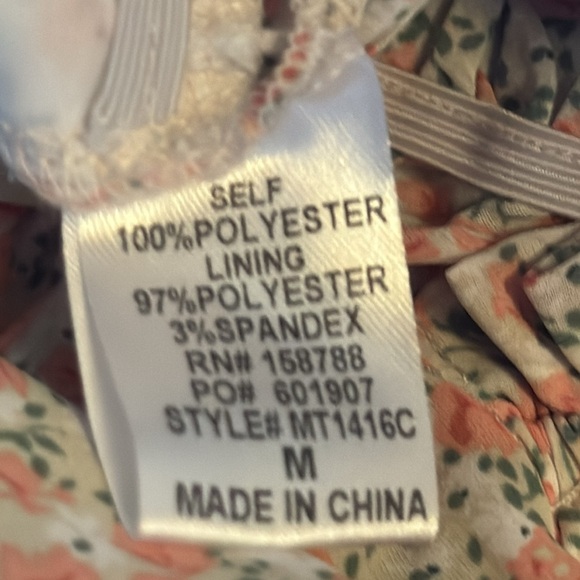 SELF
100%POLYESTER
LINING
97%POLYESTER
3%SPANDEX
RN# 158788
PO# 601907
STYLE# MT1416C
M
MADE IN CHINA